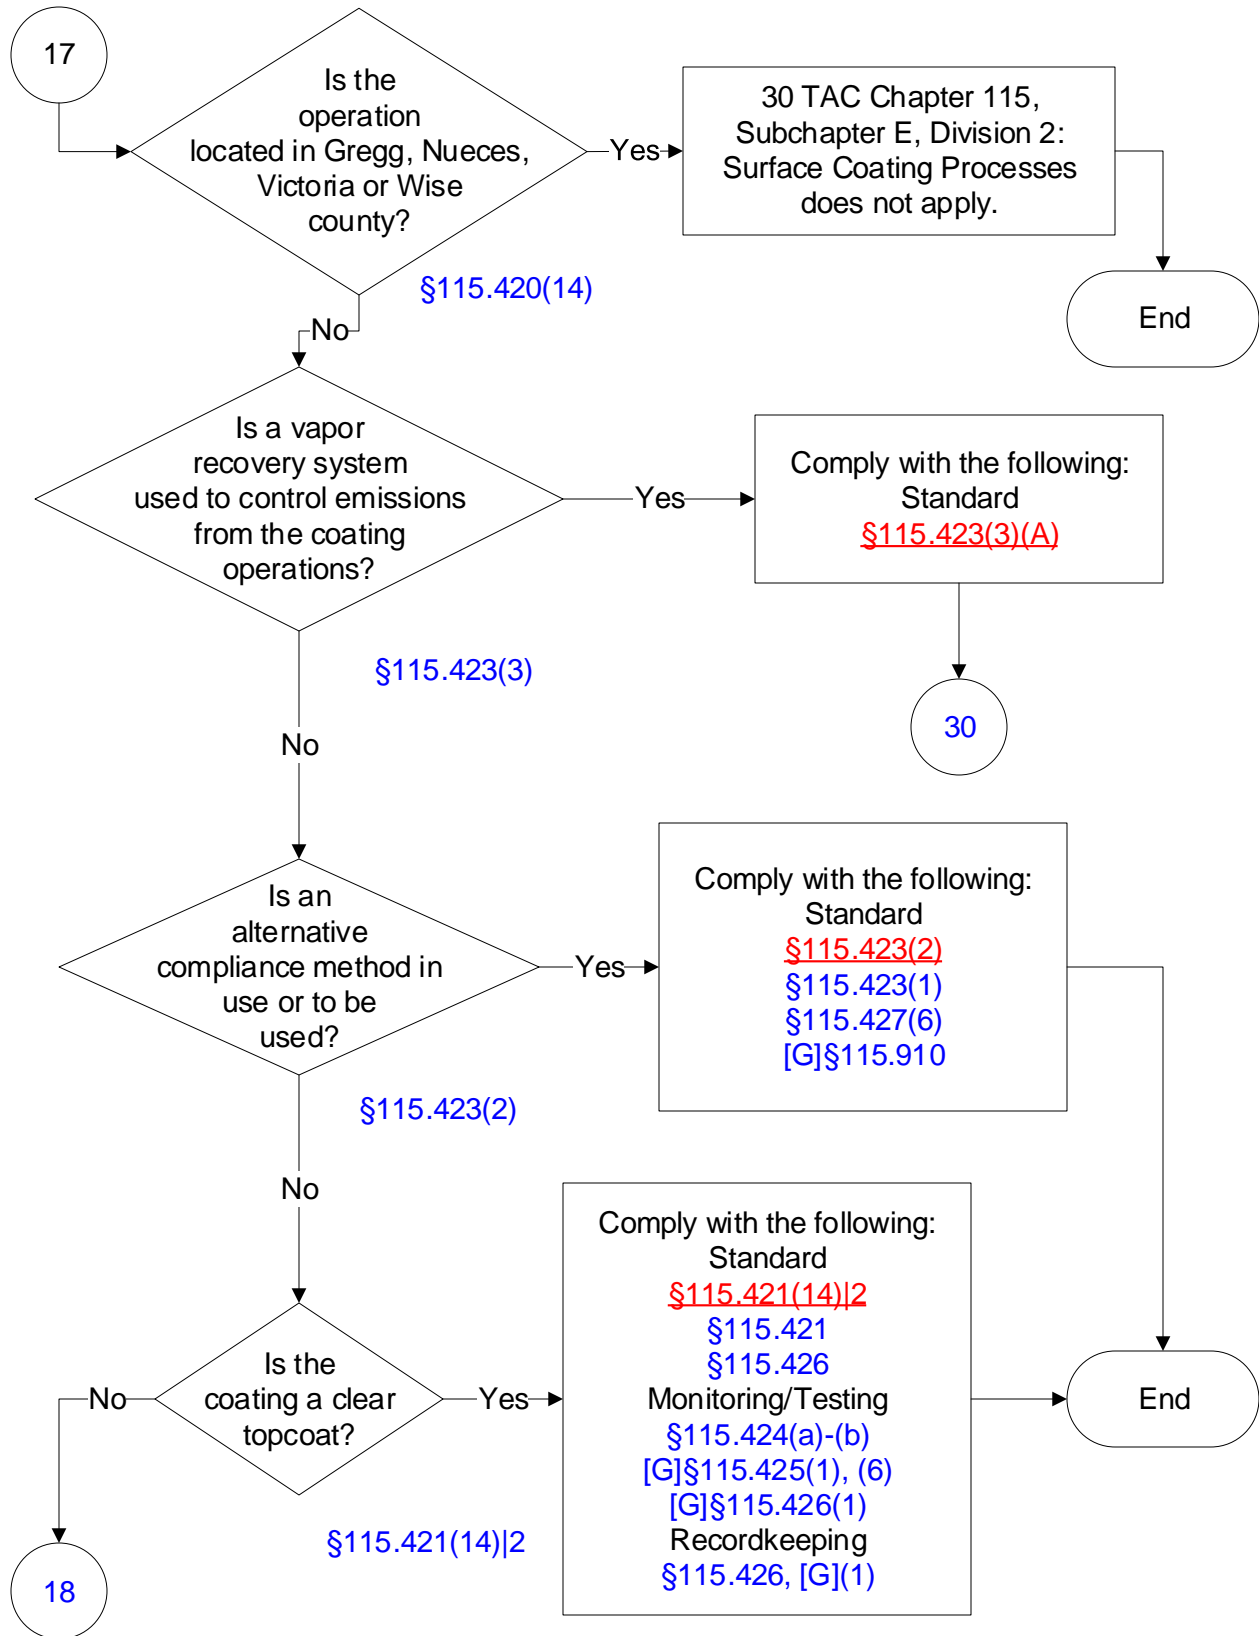 17
Is the
operation
located in Gregg, Nueces,
Victoria or Wise
county?
Yes
30 TAC Chapter 115,
Subchapter E, Division 2:
Surface Coating Processes
does not apply.
§115.420(14)
End
No
Is a vapor
recovery system
used to control emissions
from the coating
operations?
Yes
Comply with the following:
Standard
§115.423(3)(A)
§115.423(3)
30
No
Is an
alternative
compliance method in
use or to be
used?
Yes
Comply with the following:
Standard
§115.423(2)
§115.423(1)
§115.427(6)
[G]§115.910
§115.423(2)
No
Is the
coating a clear
topcoat?
No
Yes
Comply with the following:
Standard
§115.421(14)|2
§115.421
§115.426
Monitoring/Testing
§115.424(a)-(b)
[G]§115.425(1), (6)
[G]§115.426(1)
Recordkeeping
§115.426, [G](1)
End
§115.421(14)|2
18